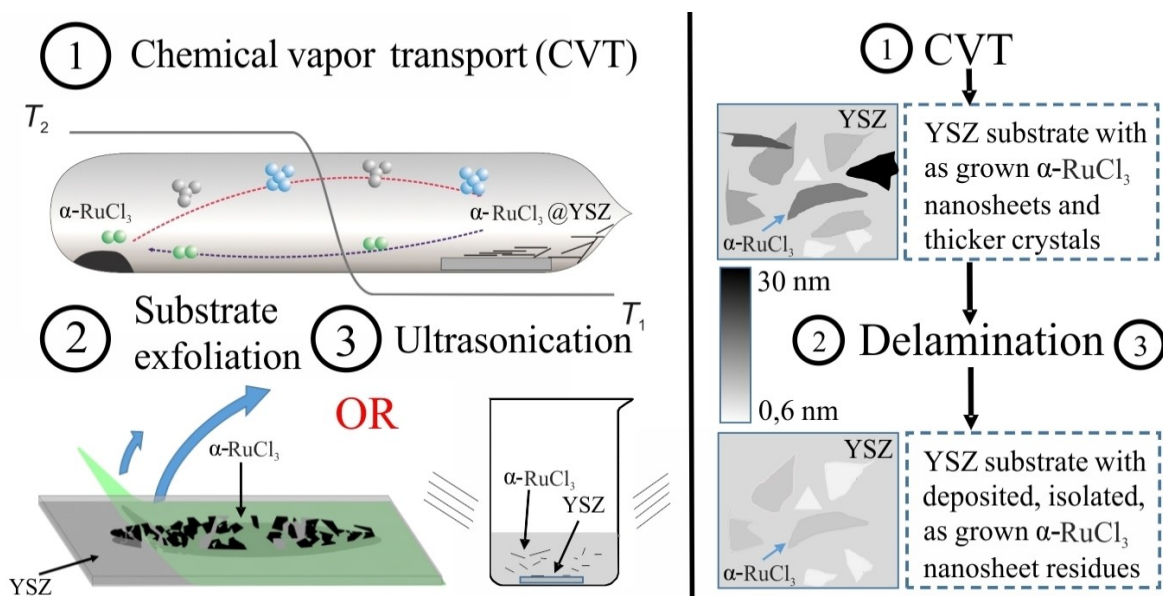 1 Chemical vapor transport (CVT)
T₂
α-RuCl₃
α-RuCl₃@YSZ
T₁
2 Substrate
exfoliation
3 Ultrasonication
OR
α-RuCl₃
YSZ
α-RuCl₃
YSZ
1 CVT
YSZ
α-RuCl₃
YSZ substrate with
as grown α-RuCl₃
nanosheets and
thicker crystals
30 nm
0,6 nm
2 Delamination 3
YSZ
α-RuCl₃
YSZ substrate with
deposited, isolated,
as grown α-RuCl₃
nanosheet residues